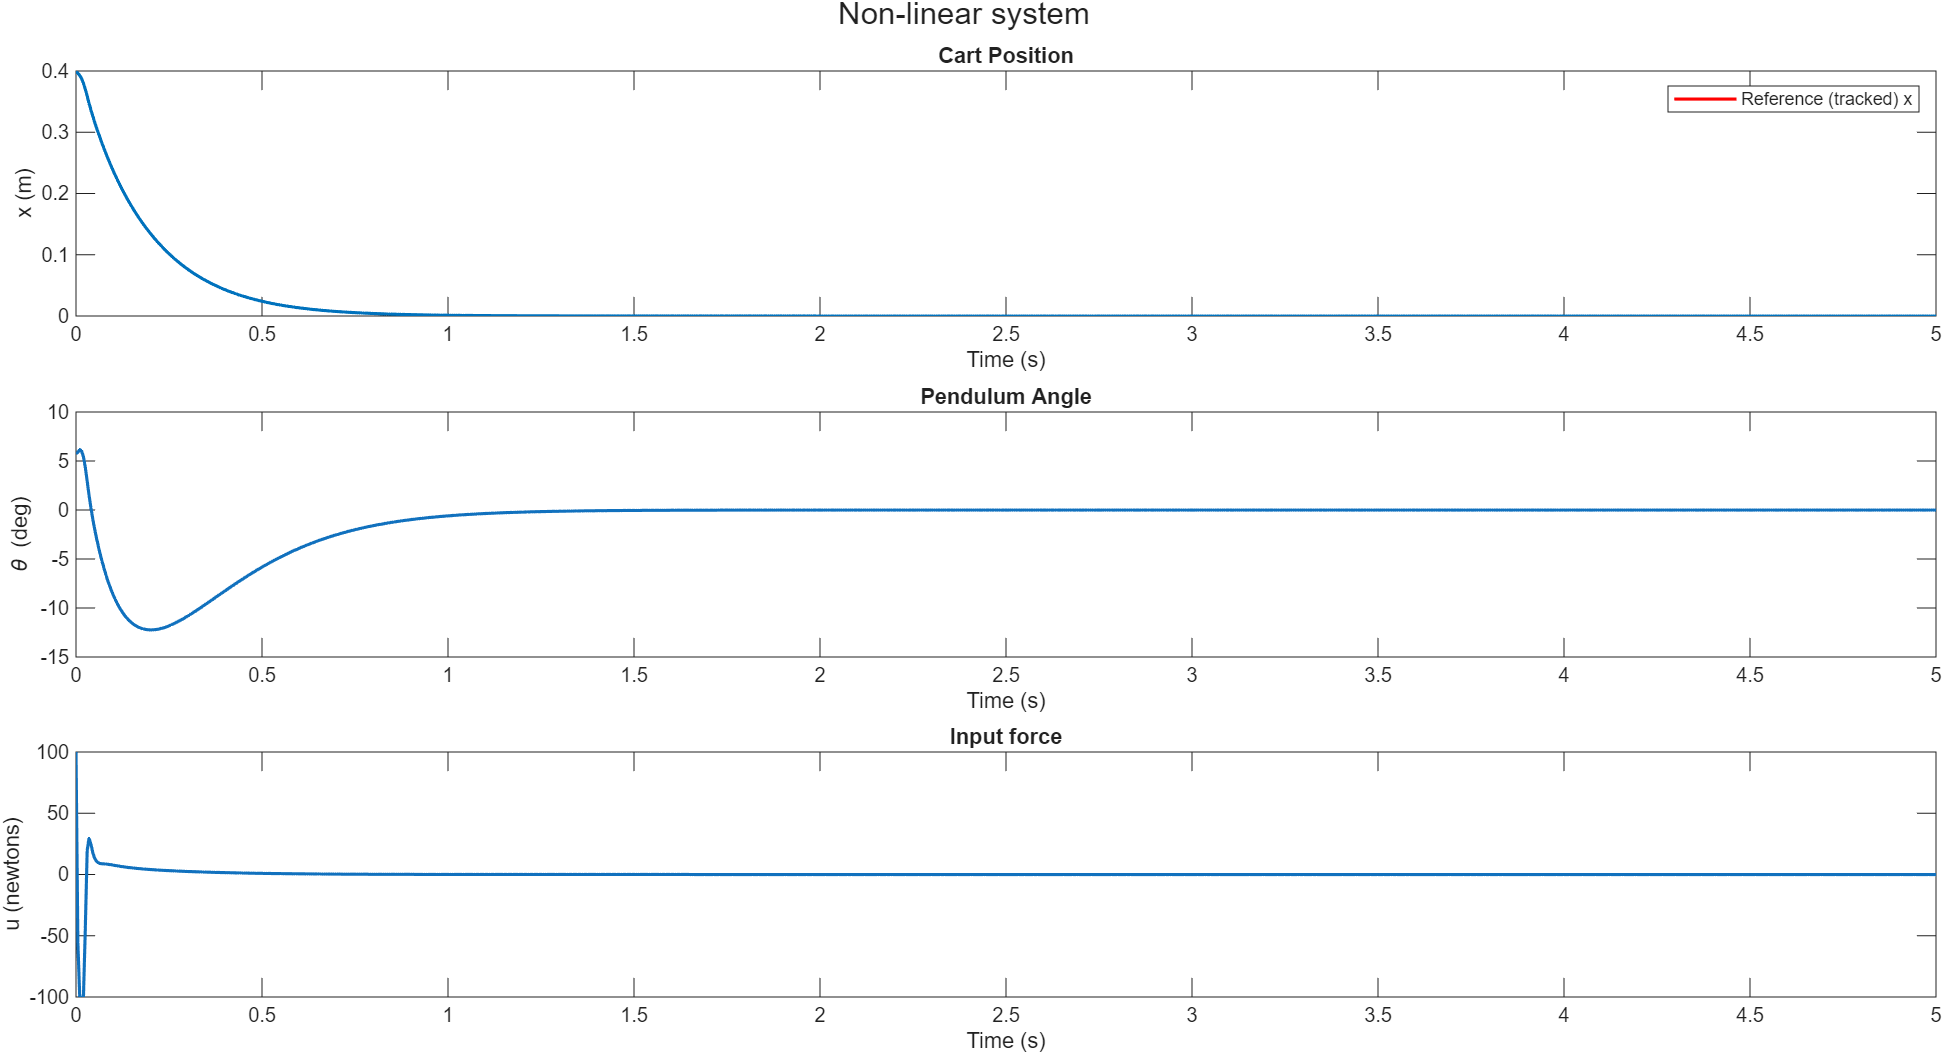 Non-linear system
Cart Position
0.4
0.3
0.2
0.1
0
x (m)
Reference (tracked) x
0 0.5 1 1.5 2 2.5 3 3.5 4 4.5 5
Time (s)
Pendulum Angle
10
5
0
-5
-10
-15
θ (deg)
0 0.5 1 1.5 2 2.5 3 3.5 4 4.5 5
Time (s)
Input force
100
50
0
-50
-100
u (newtons)
0 0.5 1 1.5 2 2.5 3 3.5 4 4.5 5
Time (s)